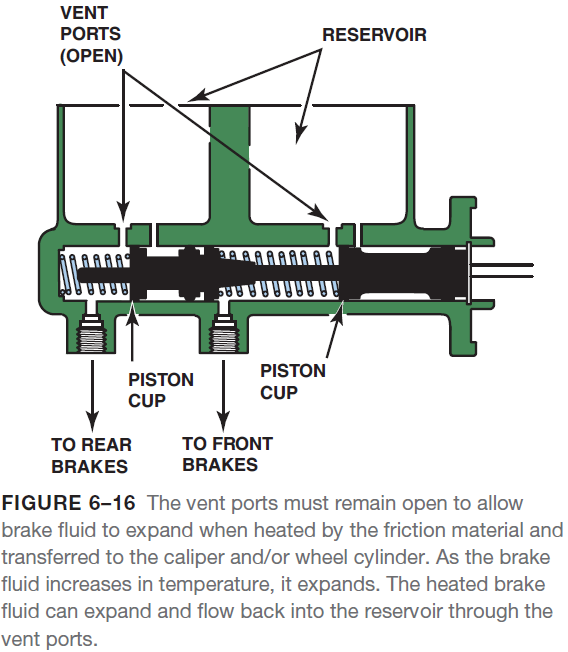 VENT
PORTS
(OPEN)
RESERVOIR
PISTON
CUP
PISTON
CUP
TO REAR
BRAKES
TO FRONT
BRAKES
FIGURE 6–16 The vent ports must remain open to allow
brake fluid to expand when heated by the friction material and
transferred to the caliper and/or wheel cylinder. As the brake
fluid increases in temperature, it expands. The heated brake
fluid can expand and flow back into the reservoir through the
vent ports.